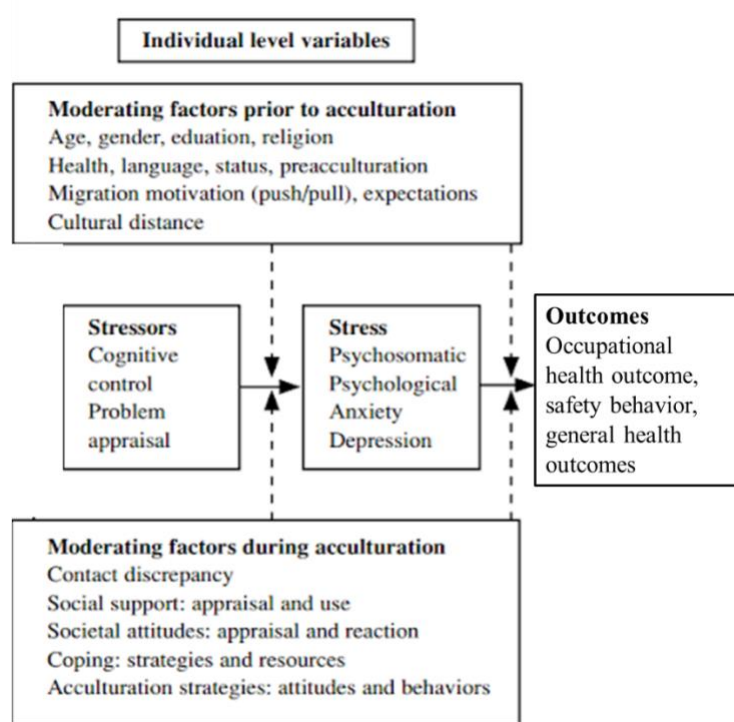 Individual level variables
Moderating factors prior to acculturation
Age, gender, eduation, religion
Health, language, status, preacculturation
Migration motivation (push/pull), expectations
Cultural distance
Stressors
Cognitive
control
Problem
appraisal
Stress
Psychosomatic
Psychological
Anxiety
Depression
Outcomes
Occupational
health outcome,
safety behavior,
general health
outcomes
Moderating factors during acculturation
Contact discrepancy
Social support: appraisal and use
Societal attitudes: appraisal and reaction
Coping: strategies and resources
Acculturation strategies: attitudes and behaviors